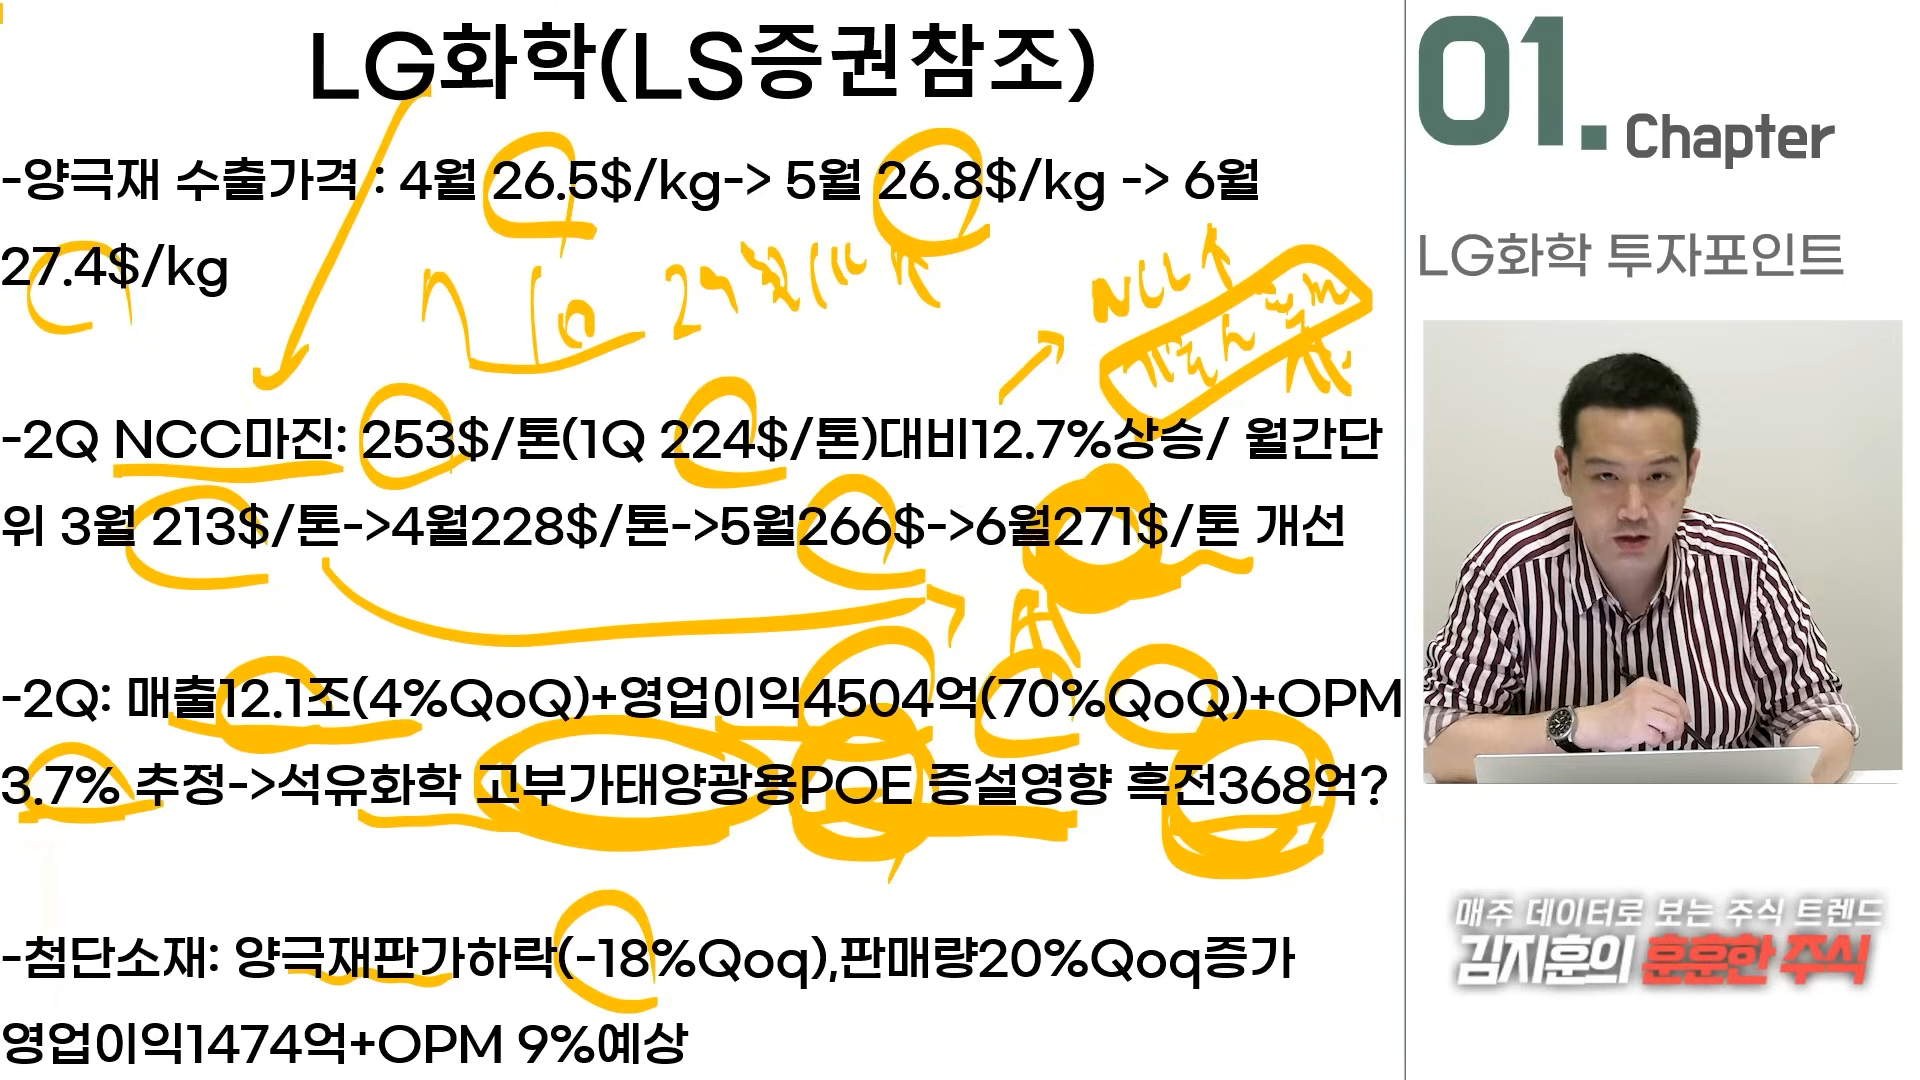 LG화학(LS증권참조)
-양극재 수출가격 : 4월 26.5$/kg-> 5월 26.8$/kg -> 6월
27.4$/kg
NCC
-2Q NCC마진: 253$/톤(1Q 224$/톤)대비12.7%상승/ 월간단
위 3월 213$/톤->4월228$/톤->5월266$->6월271$/톤 개선
-2Q: 매출12.1조(4%QoQ)+영업이익4504억(70%QoQ)+OPM
3.7% 추정->석유화학 고부가태양광용POE 증설영향 흑전368억?
-첨단소재: 양극재판가하락(-18%Qoq),판매량20%Qoq증가
영업이익1474억+OPM 9%예상
01. Chapter
LG화학 투자포인트
매주 데이터로 보는 주식 트렌드
김지훈의 훈훈한 주식